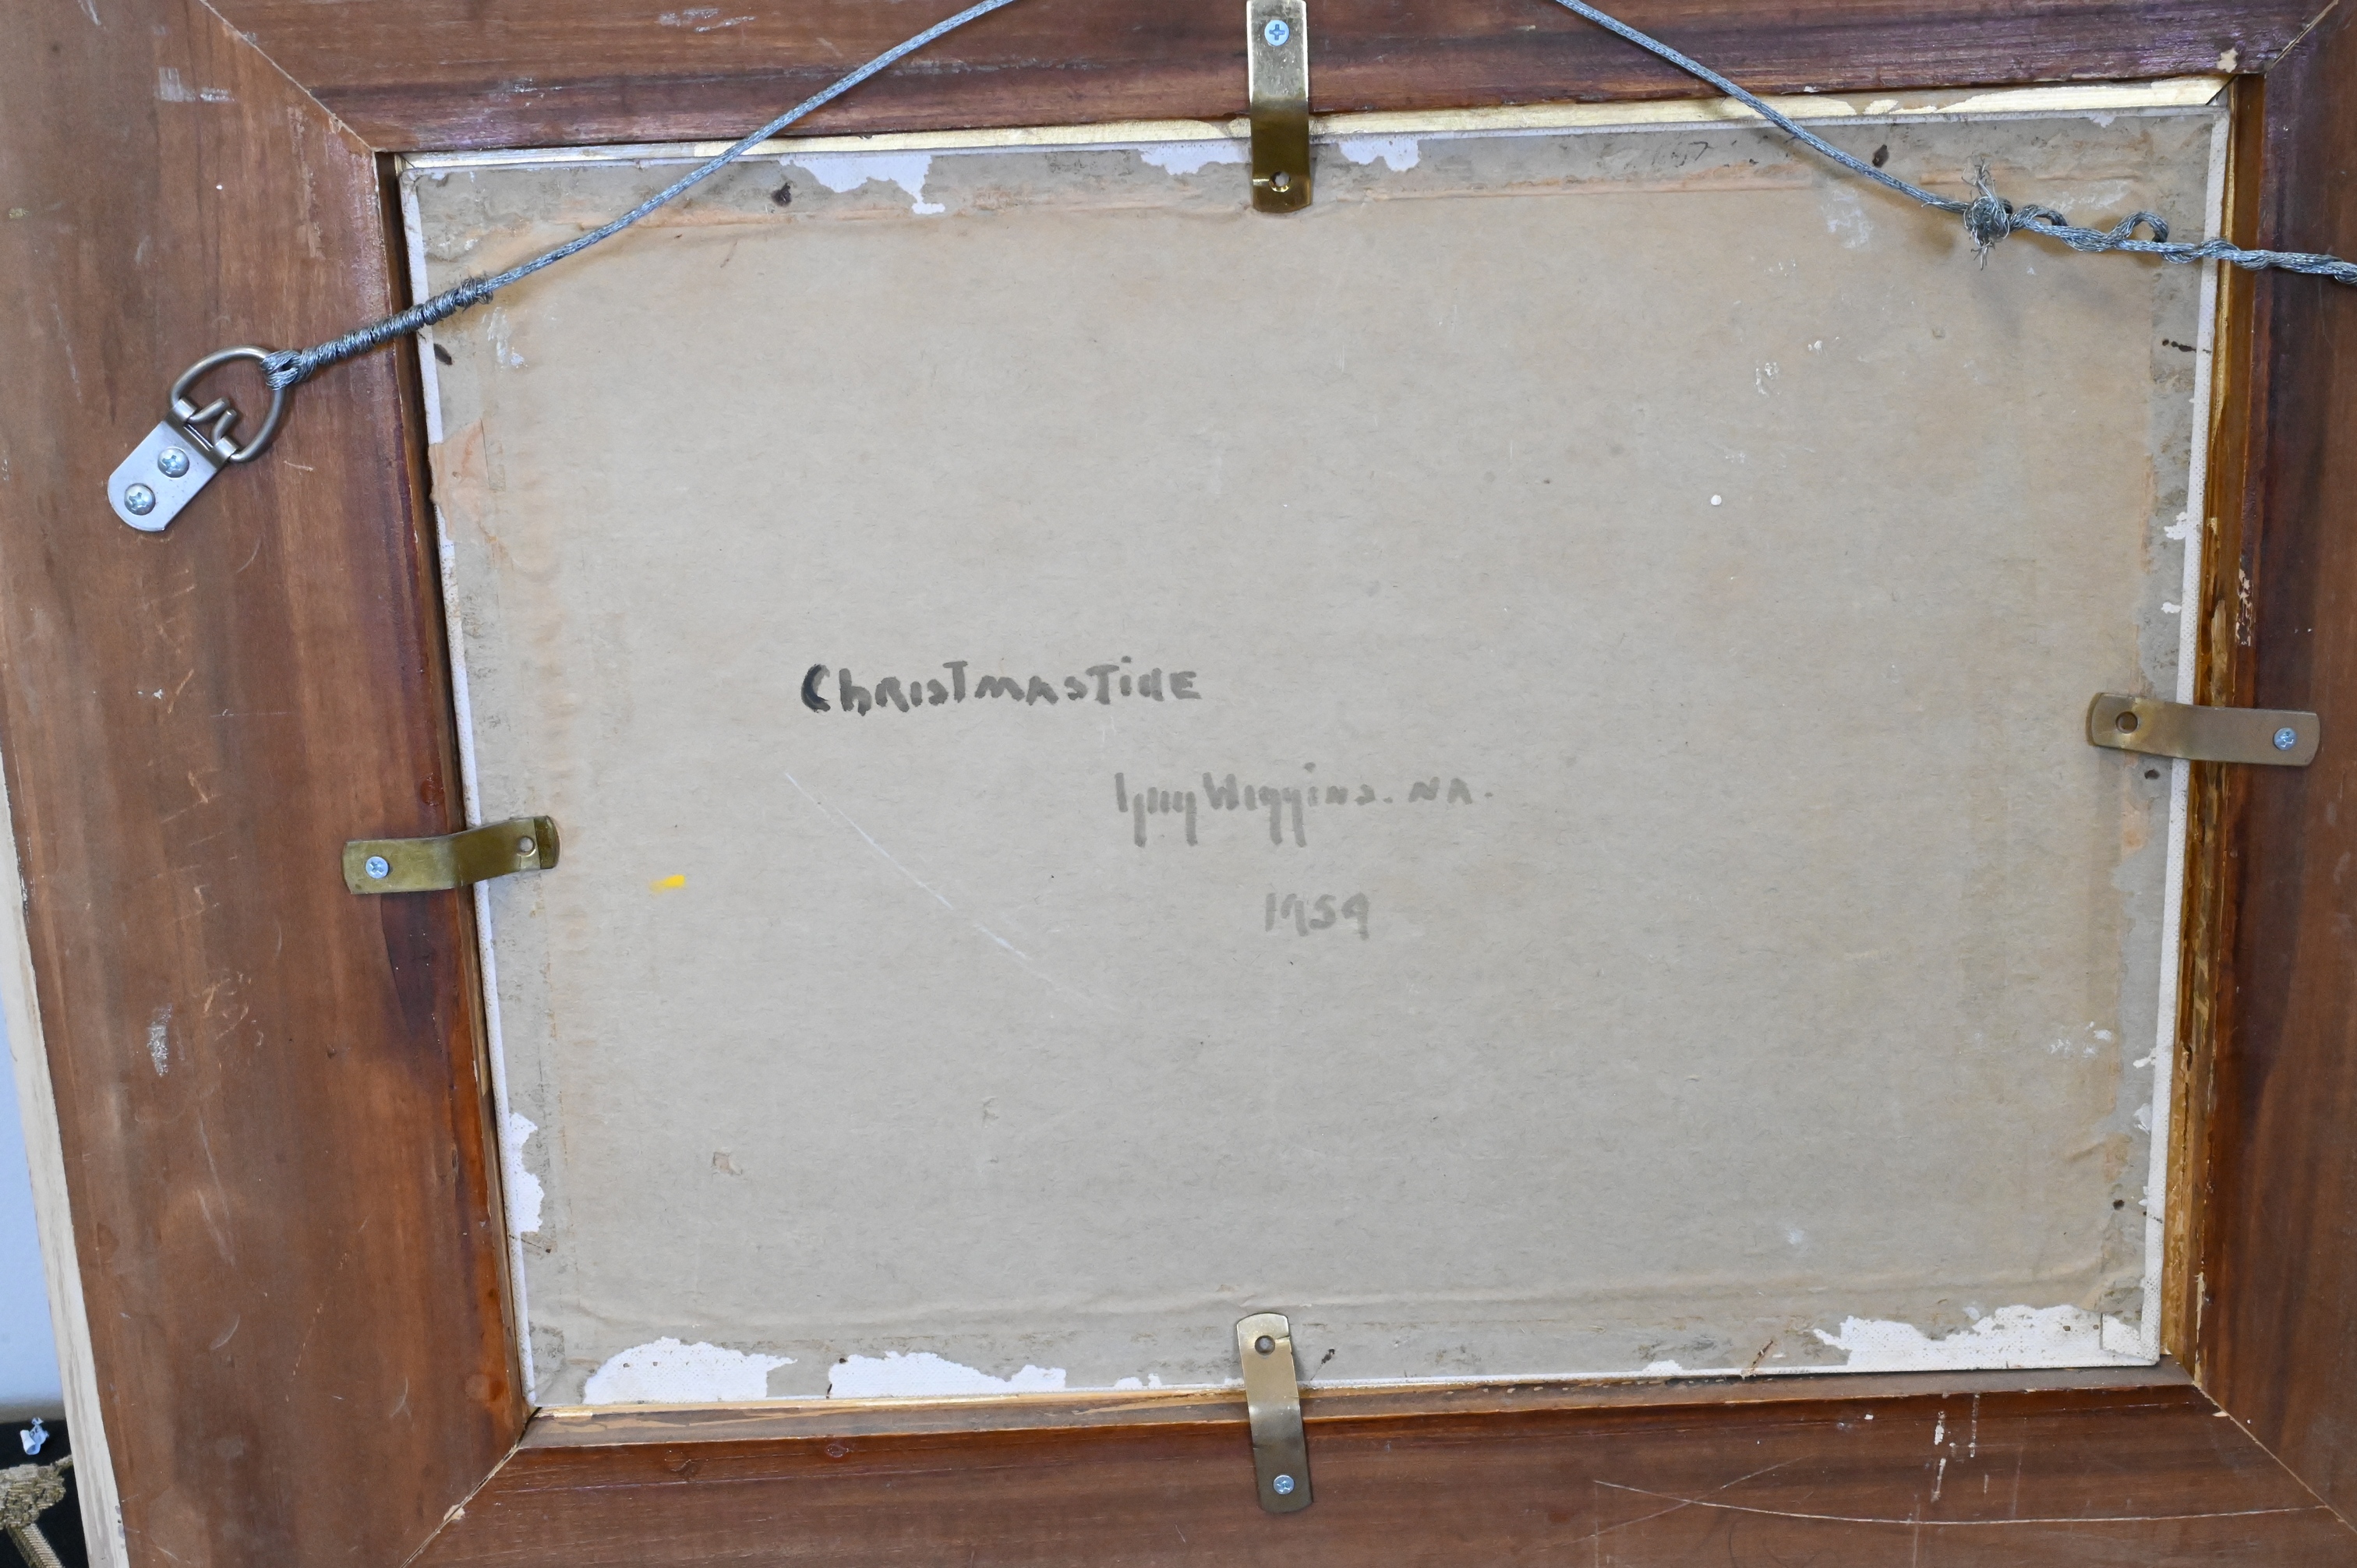 Christmastide
Guy Wiggins. NA.
1959